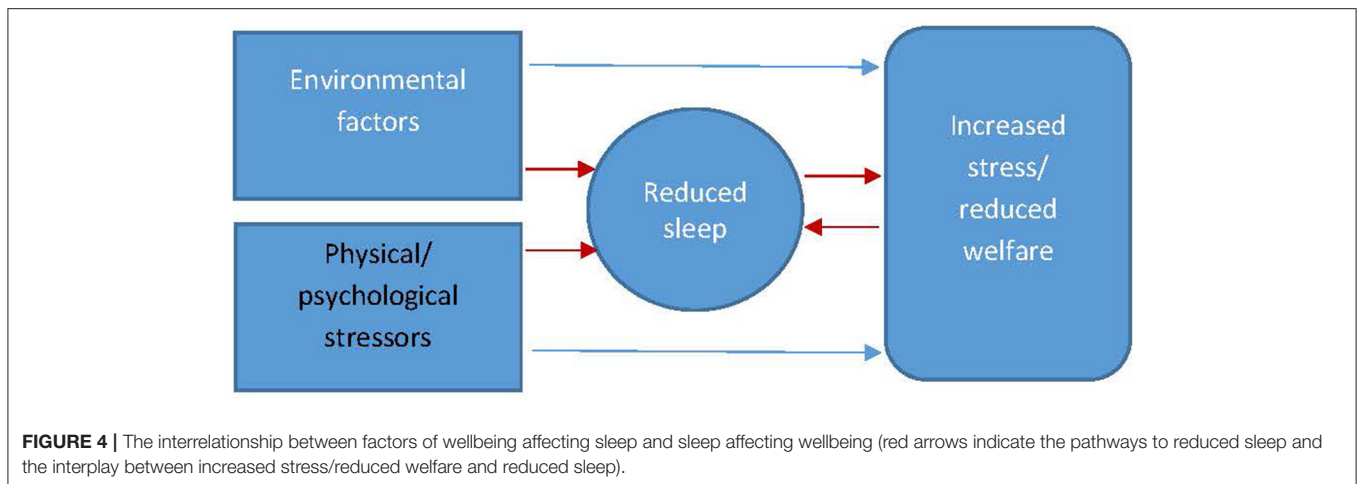 Environmental
factors
Physical/
psychological
stressors
Reduced
sleep
Increased
stress/
reduced
welfare
FIGURE 4 | The interrelationship between factors of wellbeing affecting sleep and sleep affecting wellbeing (red arrows indicate the pathways to reduced sleep and
the interplay between increased stress/reduced welfare and reduced sleep).